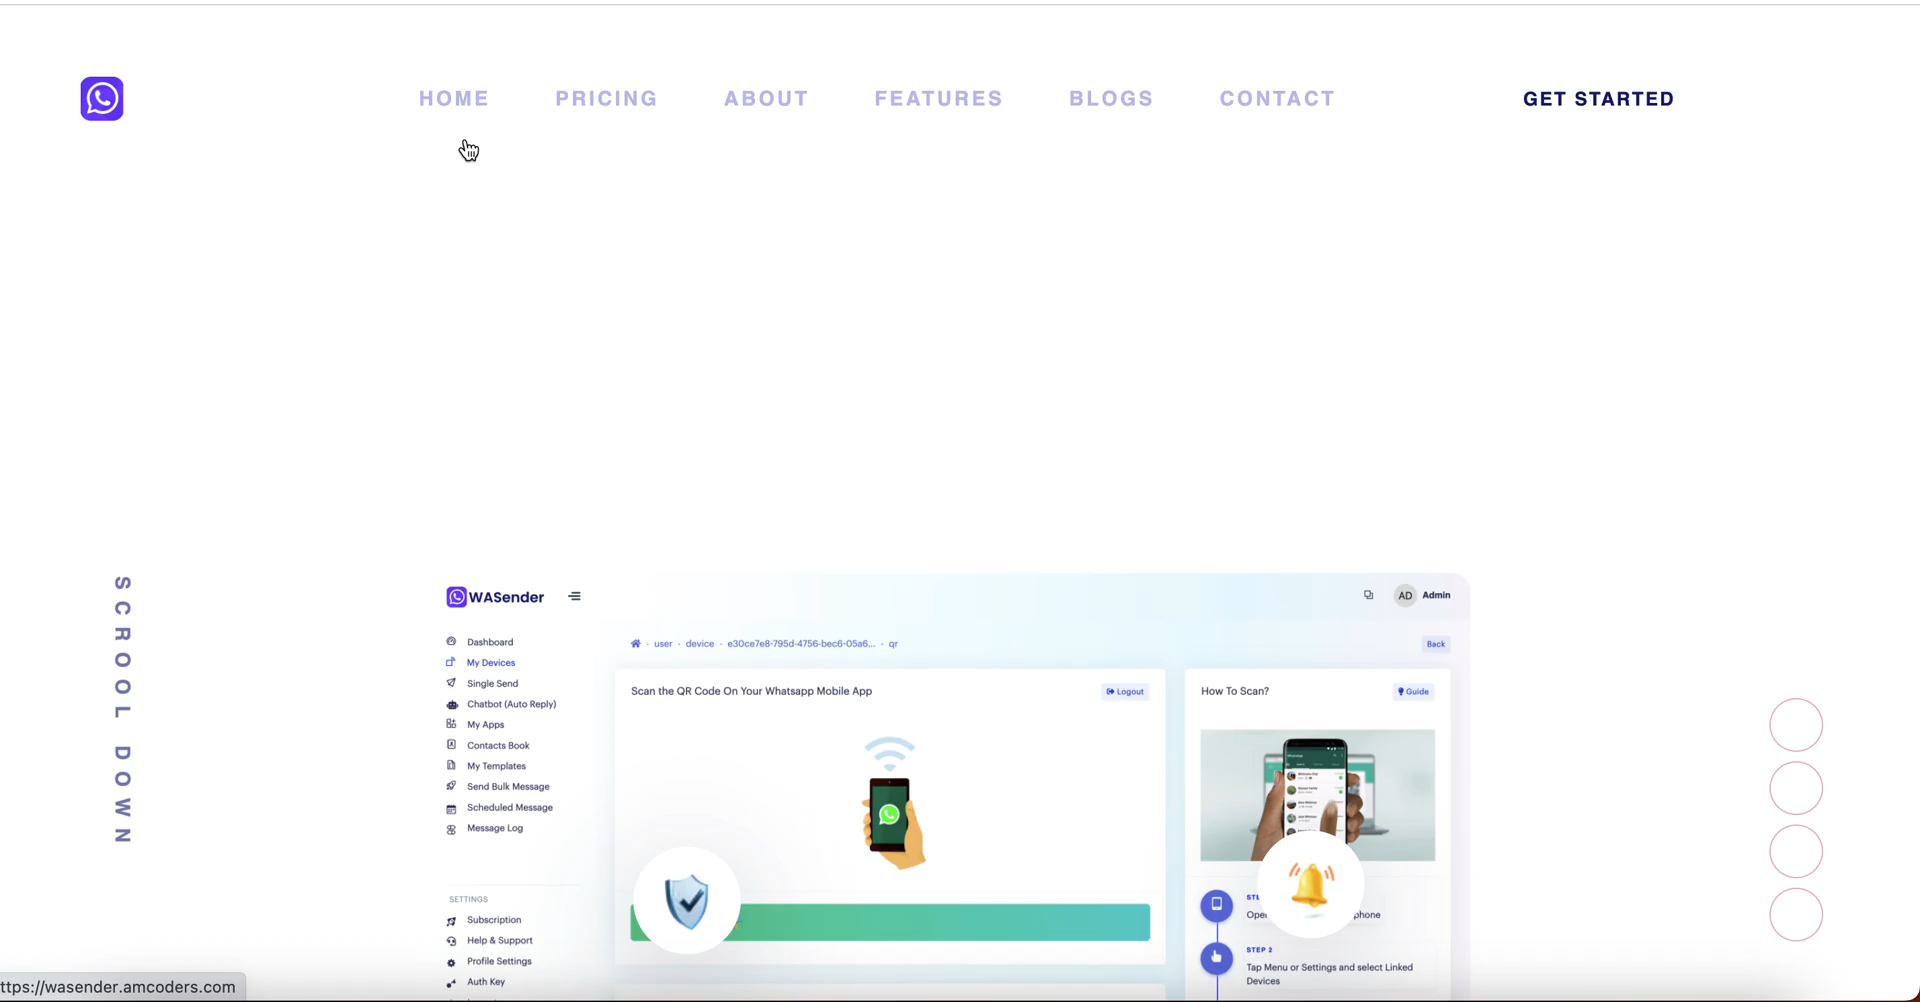 HOME PRICING ABOUT FEATURES BLOGS CONTACT GET STARTED
SCROOL DOWN
WASender
AD Admin
Dashboard
My Devices
Single Send
Chatbot (Auto Reply)
My Apps
Contacts Book
My Templates
Send Bulk Message
Scheduled Message
Message Log
SETTINGS
Subscription
Help & Support
Profile Settings
Auth Key
user - device - e30ce7e8-795d-4756-bec6-05a6... - qr
Back
Scan the QR Code On Your Whatsapp Mobile App
Logout
How To Scan?
Guide
phone
STEP 2
Tap Menu or Settings and select Linked
Devices
ttps://wasender.amcoders.com